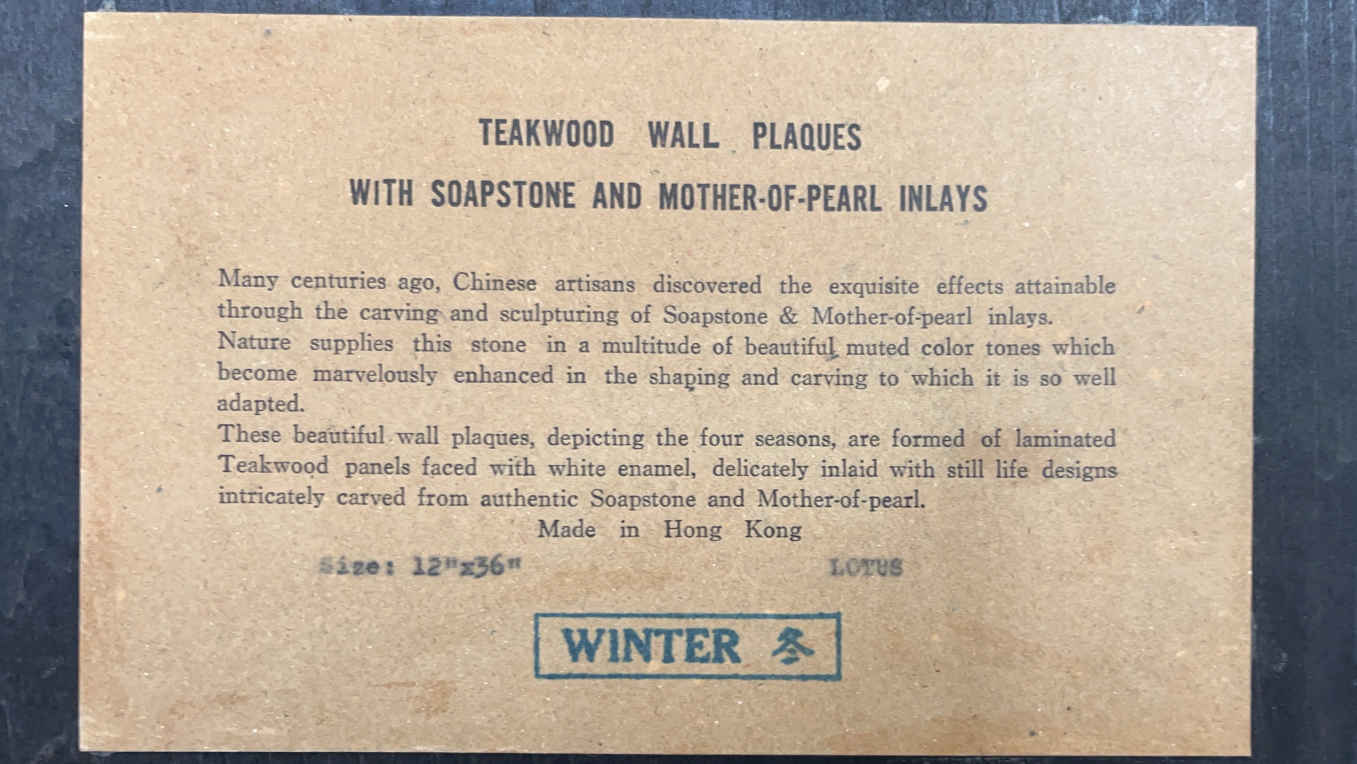 TEAKWOOD WALL PLAQUES
WITH SOAPSTONE AND MOTHER-OF-PEARL INLAYS
Many centuries ago, Chinese artisans discovered the exquisite effects attainable
through the carving and sculpturing of Soapstone & Mother-of-pearl inlays.
Nature supplies this stone in a multitude of beautiful muted color tones which
become marvelously enhanced in the shaping and carving to which it is so well
adapted.
These beautiful wall plaques, depicting the four seasons, are formed of laminated
Teakwood panels faced with white enamel, delicately inlaid with still life designs
intricately carved from authentic Soapstone and Mother-of-pearl.
Made in Hong Kong
Size: 12"x36" LOTUS
WINTER 冬